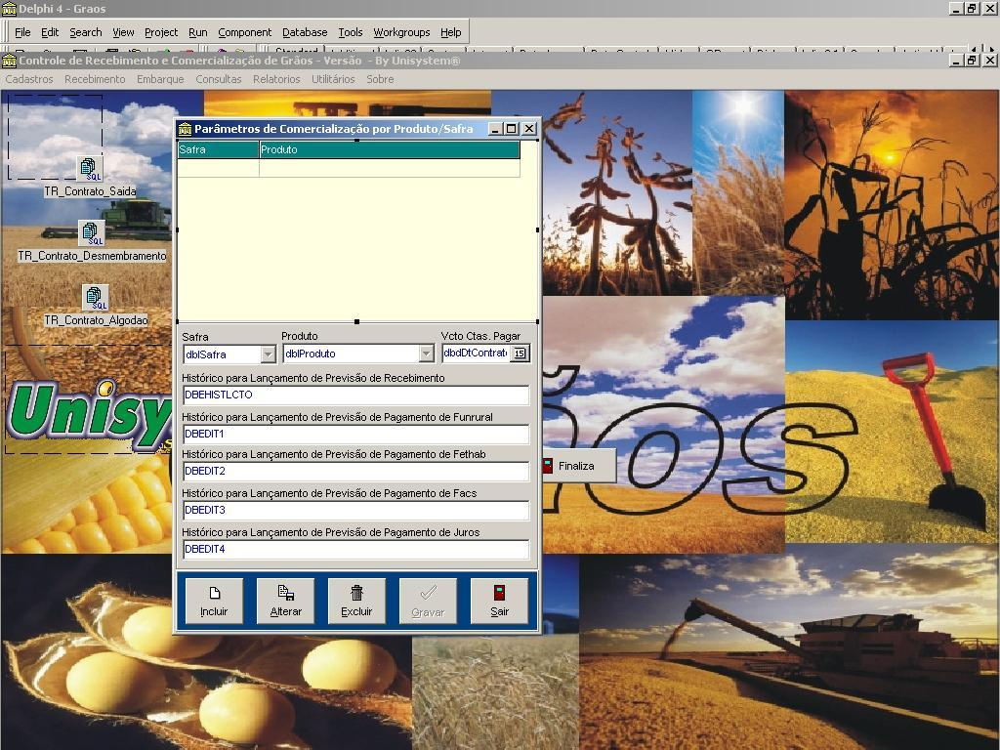 Delphi 4 - Graos
File Edit Search View Project Run Component Database Tools Workgroups Help
Standard
Controle de Recebimento e Comercialização de Grãos - Versão - By Unisystem®
Cadastros Recebimento Embarque Consultas Relatorios Utilitários Sobre
Parâmetros de Comercialização por Produto/Safra
Safra Produto
SQL
TR_Contrato_Saida
SQL
TR_Contrato_Desmembramento
SQL
TR_Contrato_Algodao
Safra Produto Vcto Ctas. Pagar
dblSafra dblProduto dbdDtContrat 15
Histórico para Lançamento de Previsão de Recebimento
DBEHISTLCTO
Histórico para Lançamento de Previsão de Pagamento de Funrural
DBEDIT1
Histórico para Lançamento de Previsão de Pagamento de Fethab
DBEDIT2
Histórico para Lançamento de Previsão de Pagamento de Facs
DBEDIT3
Histórico para Lançamento de Previsão de Pagamento de Juros
DBEDIT4
Unisy
ãos
Finaliza
Incluir Alterar Excluir Gravar Sair